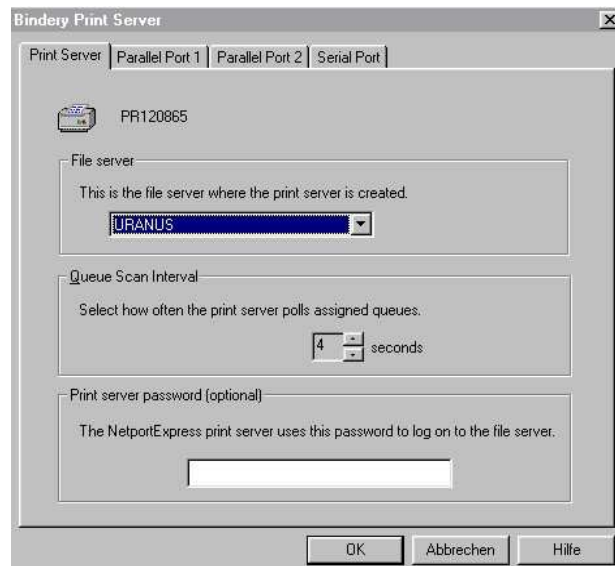 Bindery Print Server
Print Server Parallel Port 1 Parallel Port 2 Serial Port
PR120865
File server
This is the file server where the print server is created.
URANUS
Queue Scan Interval
Select how often the print server polls assigned queues.
4 seconds
Print server password (optional)
The NetportExpress print server uses this password to log on to the file server.
OK Abbrechen Hilfe